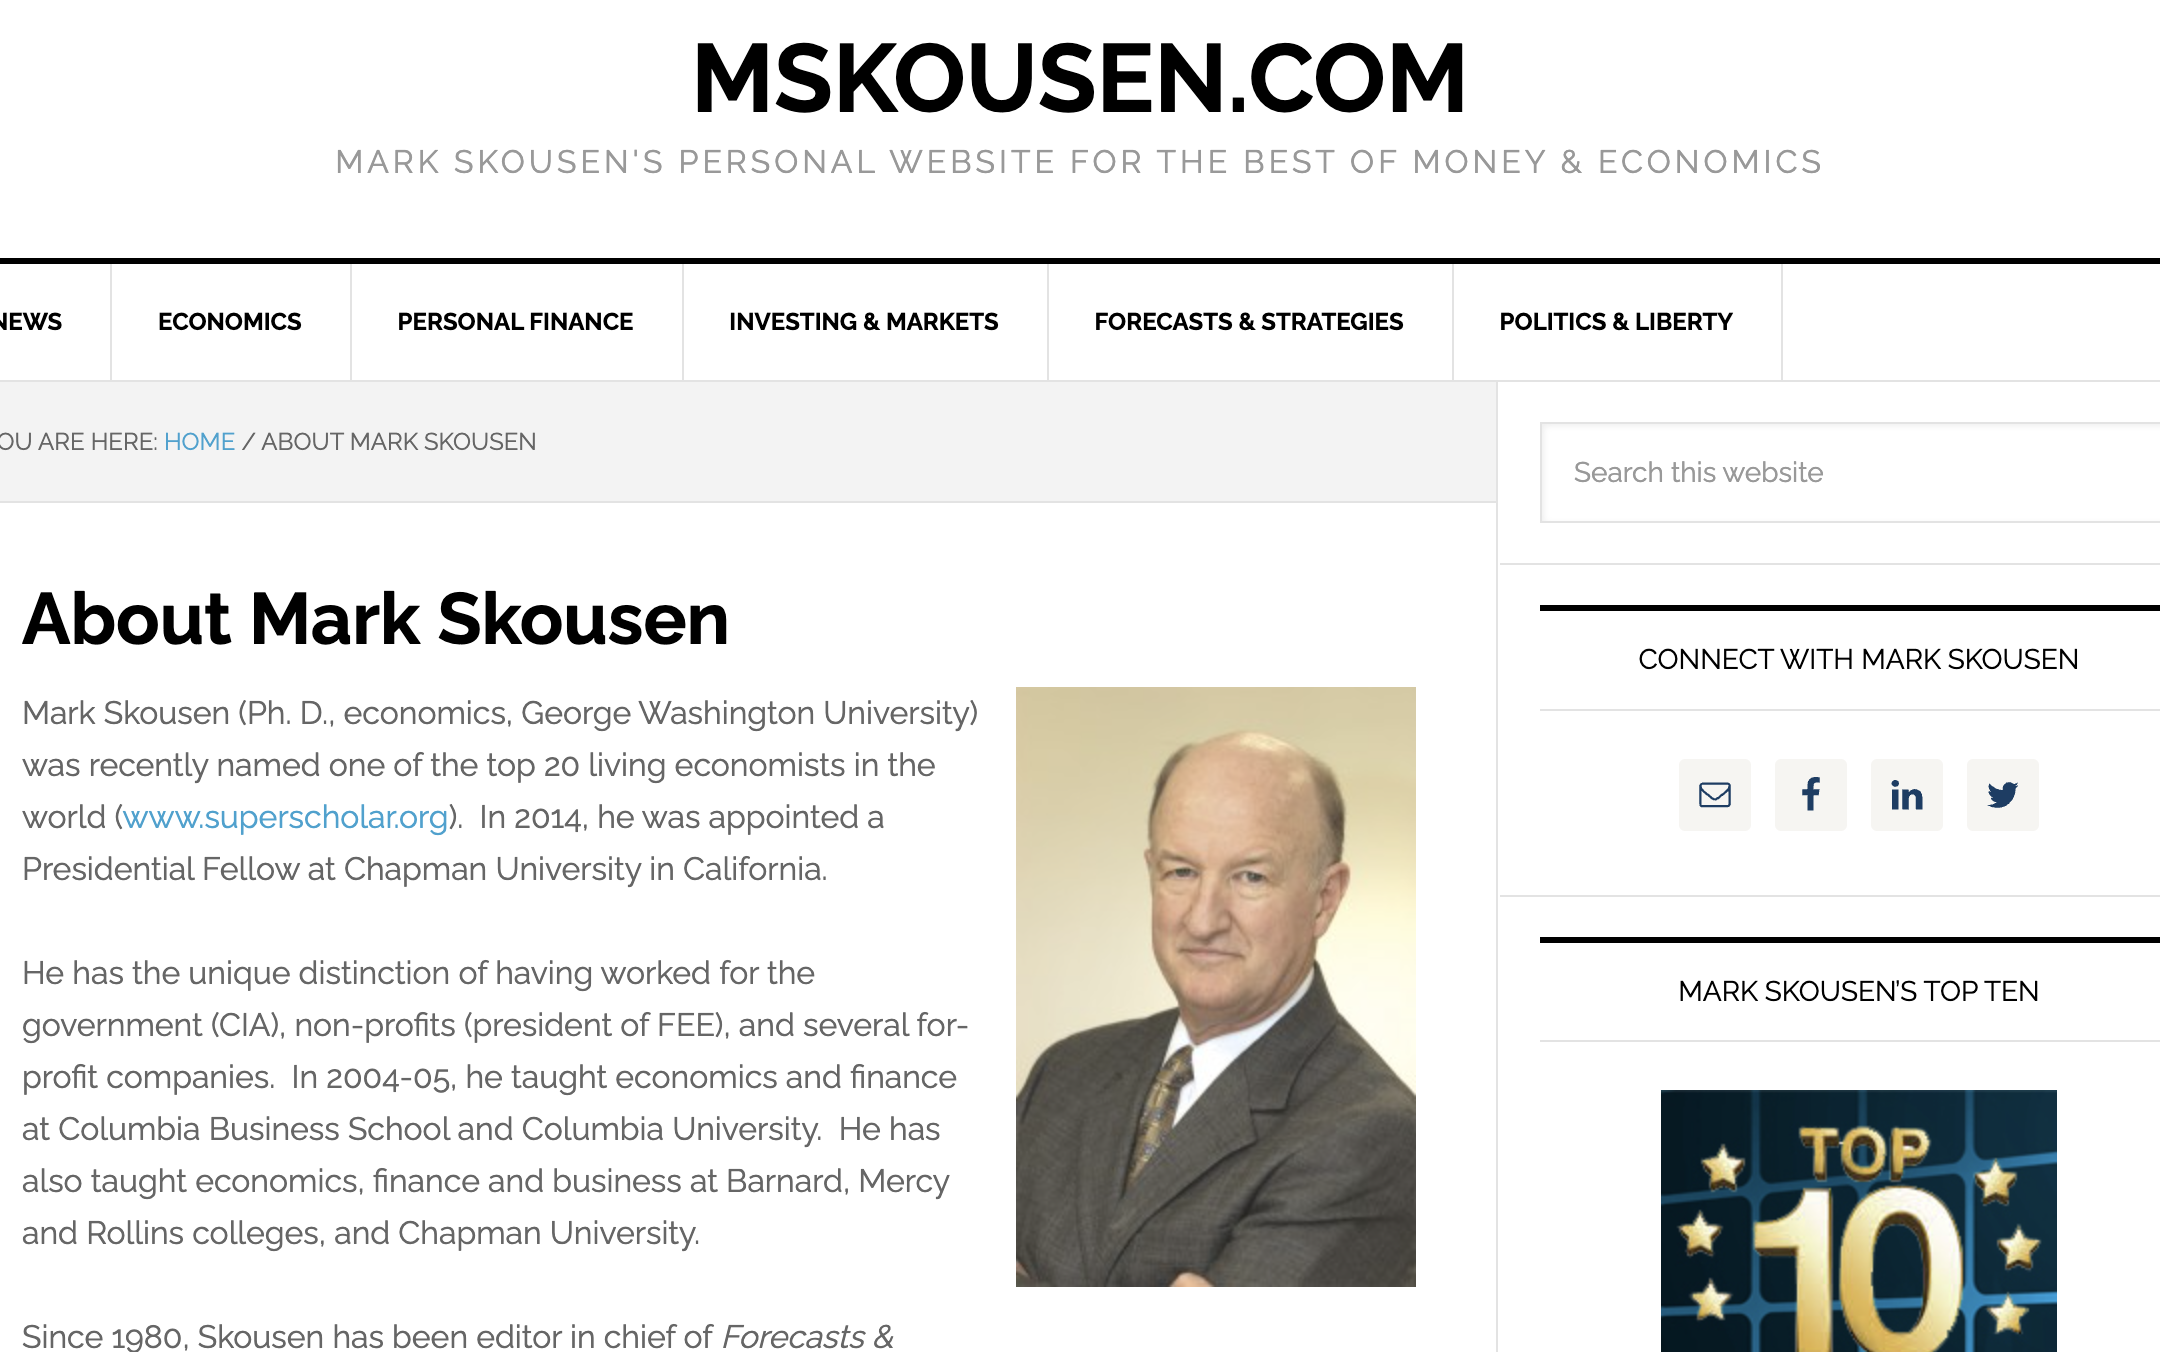 MSKOUSEN.COM
MARK SKOUSEN'S PERSONAL WEBSITE FOR THE BEST OF MONEY & ECONOMICS
NEWS
ECONOMICS
PERSONAL FINANCE
INVESTING & MARKETS
FORECASTS & STRATEGIES
POLITICS & LIBERTY
OU ARE HERE: HOME / ABOUT MARK SKOUSEN
About Mark Skousen
Mark Skousen (Ph. D., economics, George Washington University)
was recently named one of the top 20 living economists in the
world (www.superscholar.org).  In 2014, he was appointed a
Presidential Fellow at Chapman University in California.
He has the unique distinction of having worked for the
government (CIA), non-profits (president of FEE), and several for-
profit companies.  In 2004-05, he taught economics and finance
at Columbia Business School and Columbia University.  He has
also taught economics, finance and business at Barnard, Mercy
and Rollins colleges, and Chapman University.
Since 1980, Skousen has been editor in chief of Forecasts &
Search this website
CONNECT WITH MARK SKOUSEN
MARK SKOUSEN’S TOP TEN
TOP
10